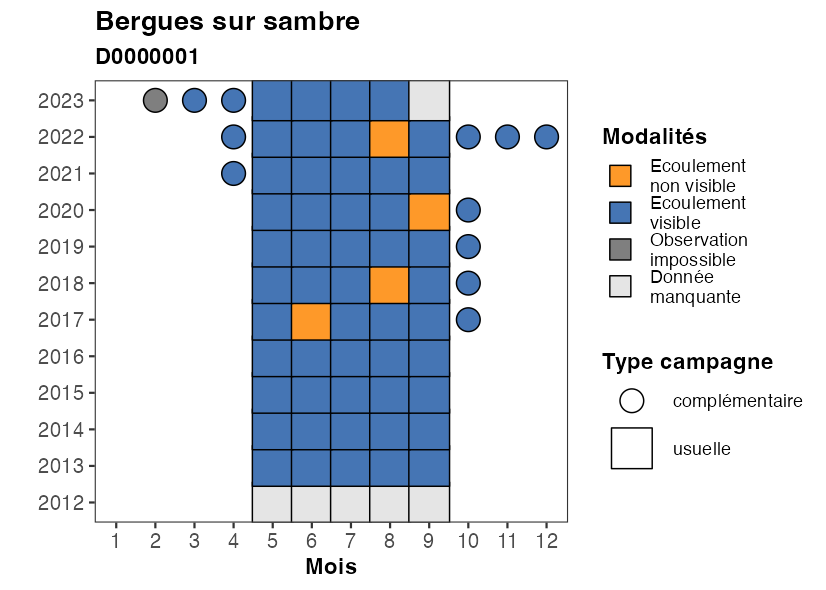 Bergues sur sambre
D0000001
2023
2022
2021
2020
2019
2018
2017
2016
2015
2014
2013
2012
1 2 3 4 5 6 7 8 9 10 11 12
Mois
Modalités
Ecoulement
non visible
Ecoulement
visible
Observation
impossible
Donnée
manquante
Type campagne
complémentaire
usuelle